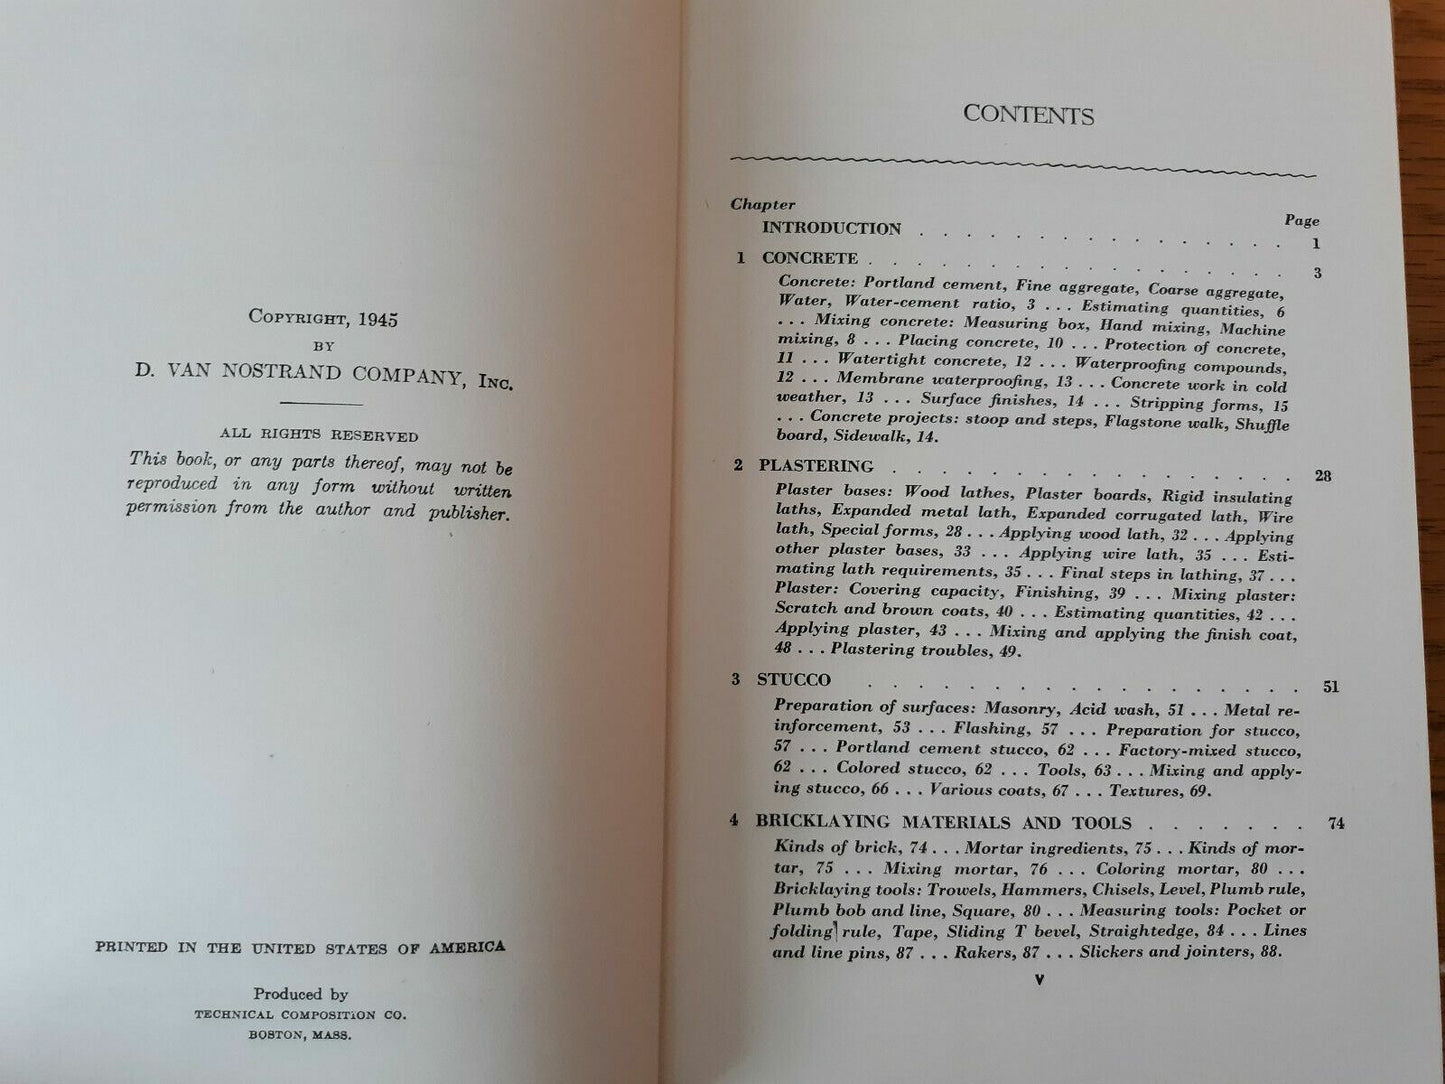 COPYRIGHT, 1945
BY
D. VAN NOSTRAND COMPANY, INC.
ALL RIGHTS RESERVED
This book, or any parts thereof, may not be
reproduced in any form without written
permission from the author and publisher.
PRINTED IN THE UNITED STATES OF AMERICA
Produced by
TECHNICAL COMPOSITION CO.
BOSTON, MASS.
CONTENTS
Chapter Page
INTRODUCTION . . . . . . . . . . . . . . . . 1
1 CONCRETE . . . . . . . . . . . . . . . . . . 3
Concrete: Portland cement, Fine aggregate, Coarse aggregate,
Water, Water-cement ratio, 3 . . . Estimating quantities, 6
. . . Mixing concrete: Measuring box, Hand mixing, Machine
mixing, 8 . . . Placing concrete, 10 . . . Protection of concrete,
11 . . . Watertight concrete, 12 . . . Waterproofing compounds,
12 . . . Membrane waterproofing, 13 . . . Concrete work in cold
weather, 13 . . . Surface finishes, 14 . . . Stripping forms, 15
. . . Concrete projects: stoop and steps, Flagstone walk, Shuffle
board, Sidewalk, 14.
2 PLASTERING . . . . . . . . . . . . . . . . . 28
Plaster bases: Wood lathes, Plaster boards, Rigid insulating
laths, Expanded metal lath, Expanded corrugated lath, Wire
lath, Special forms, 28 . . . Applying wood lath, 32 . . . Applying
other plaster bases, 33 . . . Applying wire lath, 35 . . . Esti-
mating lath requirements, 35 . . . Final steps in lathing, 37 . . .
Plaster: Covering capacity, Finishing, 39 . . . Mixing plaster:
Scratch and brown coats, 40 . . . Estimating quantities, 42 . . .
Applying plaster, 43 . . . Mixing and applying the finish coat,
48 . . . Plastering troubles, 49.
3 STUCCO . . . . . . . . . . . . . . . . . . 51
Preparation of surfaces: Masonry, Acid wash, 51 . . . Metal re-
inforcement, 53 . . . Flashing, 57 . . . Preparation for stucco,
57 . . . Portland cement stucco, 62 . . . Factory-mixed stucco,
62 . . . Colored stucco, 62 . . . Tools, 63 . . . Mixing and apply-
ing stucco, 66 . . . Various coats, 67 . . . Textures, 69.
4 BRICKLAYING MATERIALS AND TOOLS . . . . . . . 74
Kinds of brick, 74 . . . Mortar ingredients, 75 . . . Kinds of mor-
tar, 75 . . . Mixing mortar, 76 . . . Coloring mortar, 80 . . .
Bricklaying tools: Trowels, Hammers, Chisels, Level, Plumb rule,
Plumb bob and line, Square, 80 . . . Measuring tools: Pocket or
folding rule, Tape, Sliding T bevel, Straightedge, 84 . . . Lines
and line pins, 87 . . . Rakers, 87 . . . Slickers and jointers, 88.
v